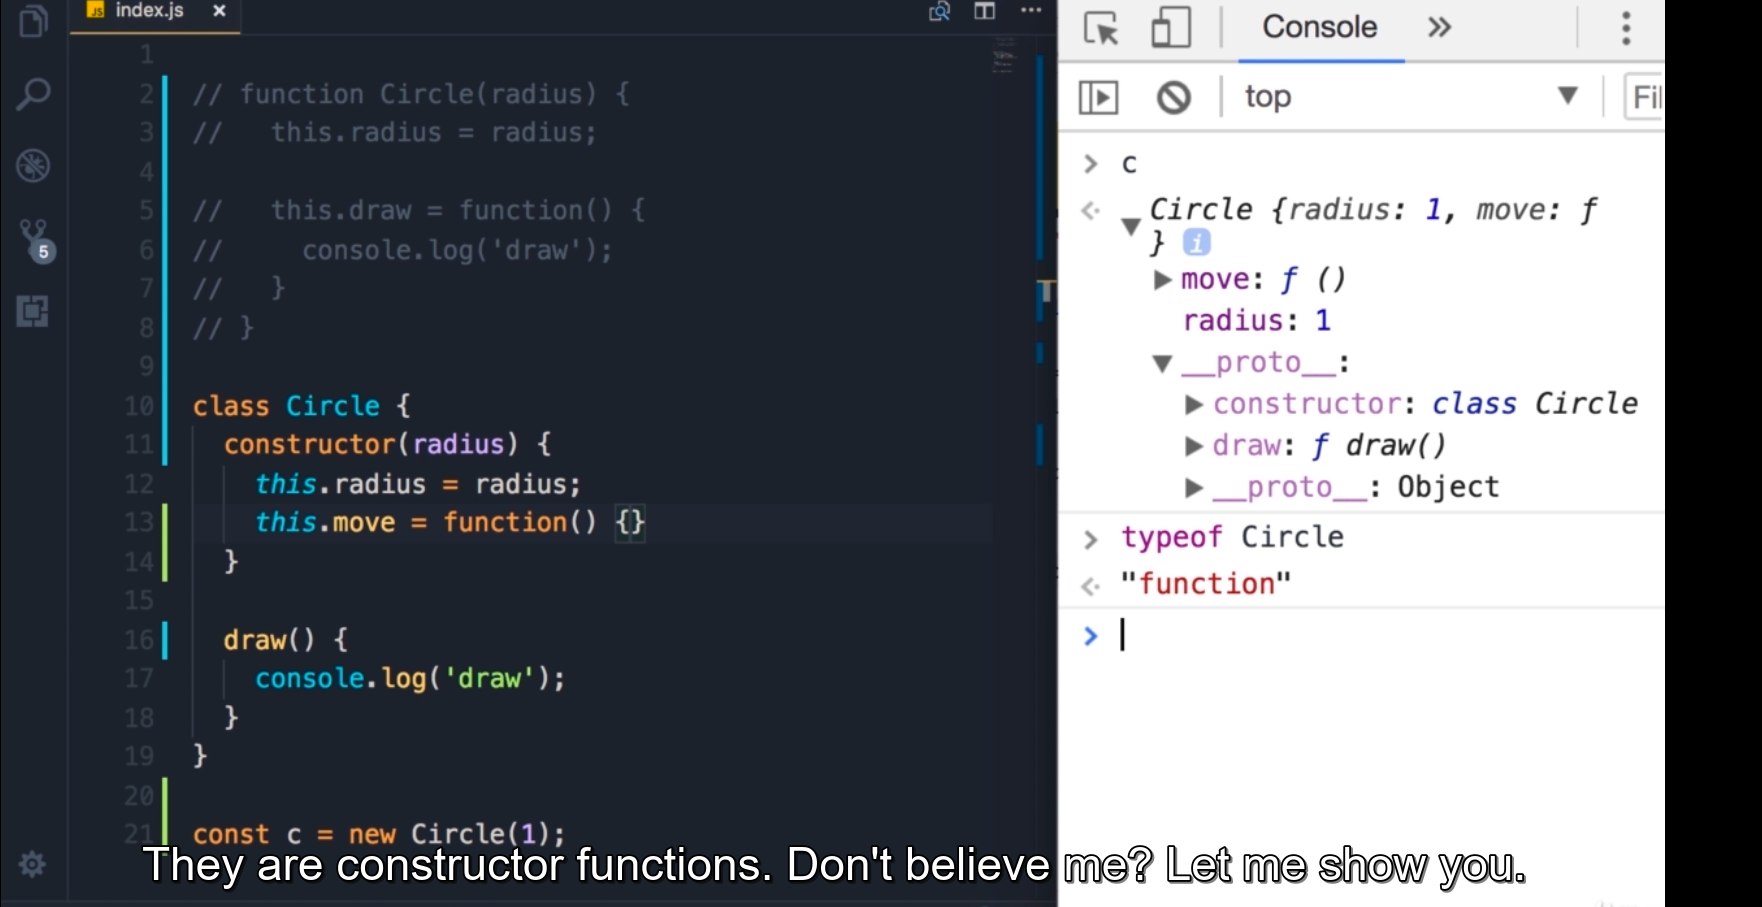 index.js ×
1
2 // function Circle(radius) {
3 //   this.radius = radius;
4
5 //   this.draw = function() {
6 //     console.log('draw');
7 //   }
8 // }
9
10 class Circle {
11   constructor(radius) {
12     this.radius = radius;
13     this.move = function() {}
14   }
15
16   draw() {
17     console.log('draw');
18   }
19 }
20
21 const c = new Circle(1);
5
Console »
top ▼ Fil
> c
Circle {radius: 1, move: ƒ
} i
▶ move: ƒ ()
radius: 1
▼ __proto__:
▶ constructor: class Circle
▶ draw: ƒ draw()
▶ __proto__: Object
> typeof Circle
"function"
>
They are constructor functions. Don't believe me? Let me show you.